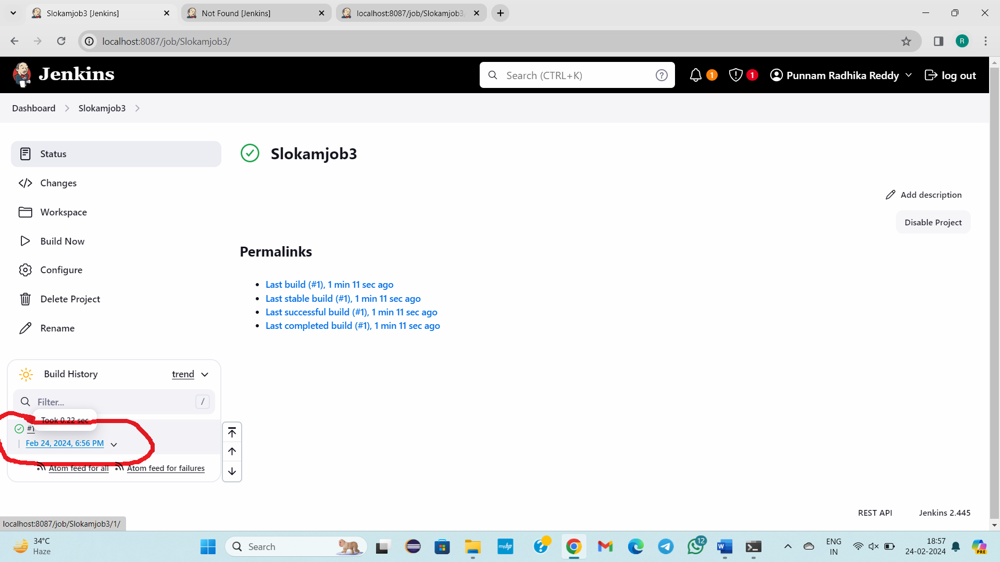 Slokamjob3 [Jenkins]
Not Found [Jenkins]
localhost:8087/job/Slokamjob3/
localhost:8087/job/Slokamjob3/
R
Jenkins
Search (CTRL+K)
?
1
1
Punnam Radhika Reddy
log out
Dashboard
Slokamjob3
Status
Changes
Workspace
Build Now
Configure
Delete Project
Rename
Slokamjob3
Add description
Disable Project
Permalinks
Last build (#1), 1 min 11 sec ago
Last stable build (#1), 1 min 11 sec ago
Last successful build (#1), 1 min 11 sec ago
Last completed build (#1), 1 min 11 sec ago
Build History
trend
Filter...
/
Took 0.22 sec
#1
Feb 24, 2024, 6:56 PM
Atom feed for all
Atom feed for failures
REST API
Jenkins 2.445
localhost:8087/job/Slokamjob3/1/
34°C
Haze
Search
myhp
?
12
W
ENG
IN
18:57
24-02-2024
PRE